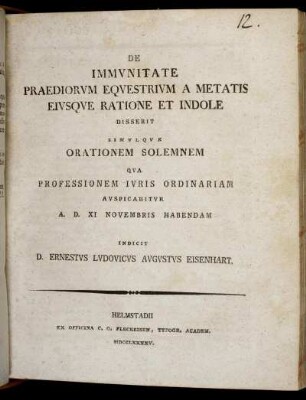 12.
DE
IMMVNITATE
PRAEDIORVM EQVESTRIVM A METATIS
EIVSQVE RATIONE ET INDOLE
DISSERIT
SIMVLQVE
ORATIONEM SOLEMNEM
QVA
PROFESSIONEM IVRIS ORDINARIAM
AVSPICABITVR
A. D. XI NOVEMBRIS HABENDAM
INDICIT
D. ERNESTVS LVDOVICVS AVGVSTVS EISENHART.
HELMSTADII
EX OFFICINA C. C. FLECKEISEN, TYPOGR. ACADEM.